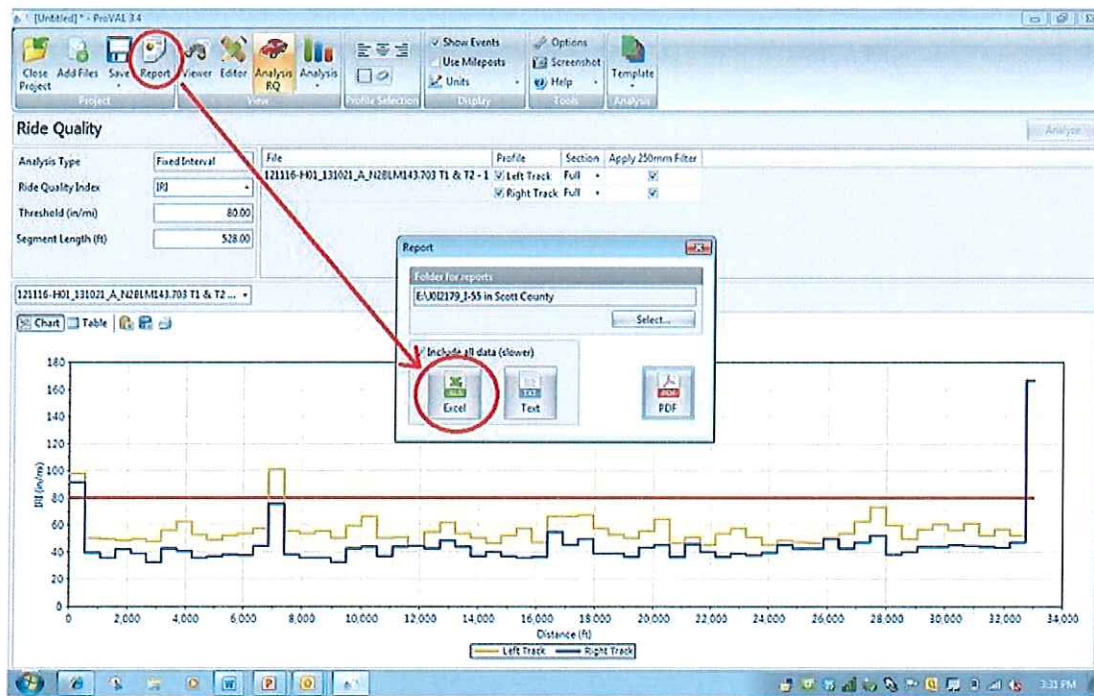 [Untitled] * - ProVAL 3.4
Close Project
Add Files
Save
Report
Viewer
Editor
Analysis RQ
Analysis
Show Events
Use Mileposts
Units
Options
Screenshot
Help
Template
Project
View
Profile Selection
Display
Tools
Analysis
Ride Quality
Analyze
Analysis Type
Fixed Interval
Ride Quality Index
IRI
Threshold (in/mi)
80.00
Segment Length (ft)
528.00
File Profile Section Apply 250mm Filter
Left Track Full
Right Track Full
Report
Folder for reports
Select...
Include all data (slower)
XLS
Excel
TXT
Text
PDF
PDF
Chart
Table
180
160
140
120
100
80
60
40
20
0
IRI (in/mi)
0 2,000 4,000 6,000 8,000 10,000 12,000 14,000 16,000 18,000 20,000 22,000 24,000 26,000 28,000 30,000 32,000 34,000
Distance (ft)
Left Track Right Track
3:31 PM